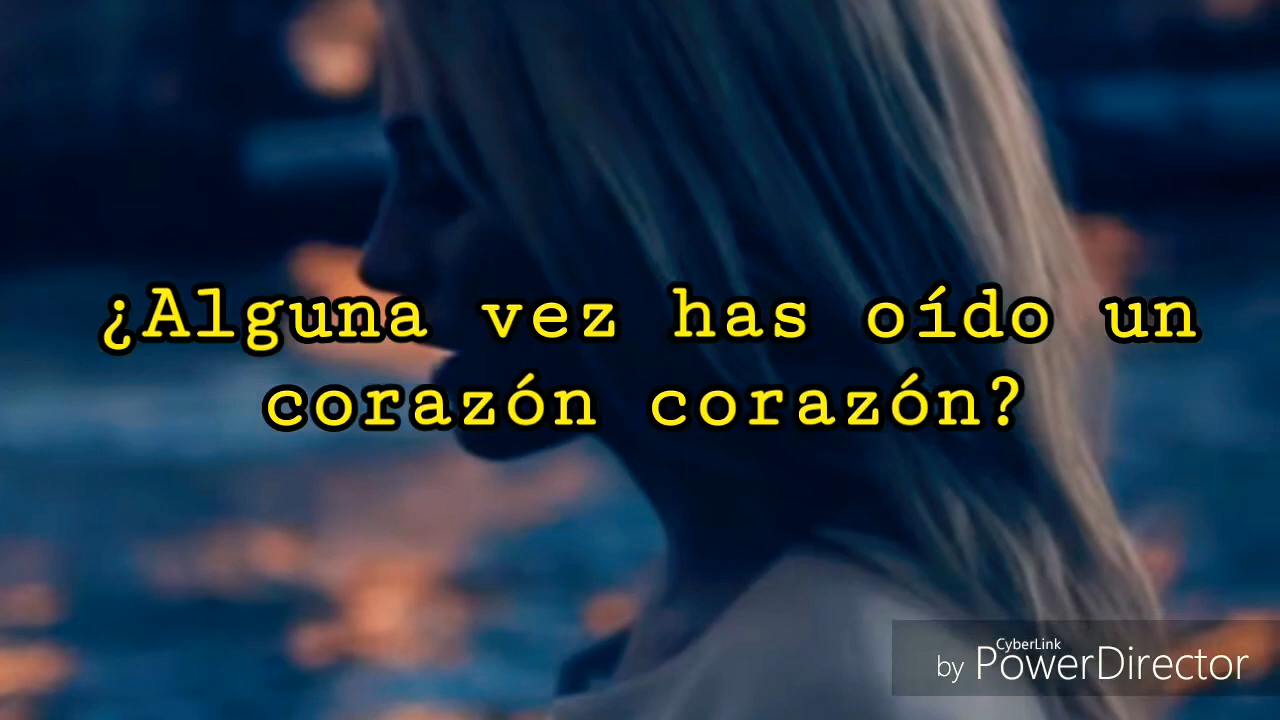 ¿Alguna vez has oído un
corazón corazón?
CyberLink
by PowerDirector